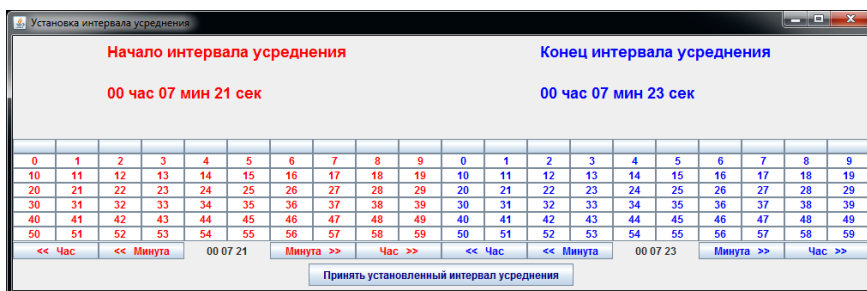 Установка интервала усреднения
Начало интервала усреднения Конец интервала усреднения
00 час 07 мин 21 сек 00 час 07 мин 23 сек
0 1 2 3 4 5 6 7 8 9 0 1 2 3 4 5 6 7 8 9
10 11 12 13 14 15 16 17 18 19 10 11 12 13 14 15 16 17 18 19
20 21 22 23 24 25 26 27 28 29 20 21 22 23 24 25 26 27 28 29
30 31 32 33 34 35 36 37 38 39 30 31 32 33 34 35 36 37 38 39
40 41 42 43 44 45 46 47 48 49 40 41 42 43 44 45 46 47 48 49
50 51 52 53 54 55 56 57 58 59 50 51 52 53 54 55 56 57 58 59
<< Час << Минута 00 07 21 Минута >> Час >> << Час << Минута 00 07 23 Минута >> Час >>
Принять установленный интервал усреднения